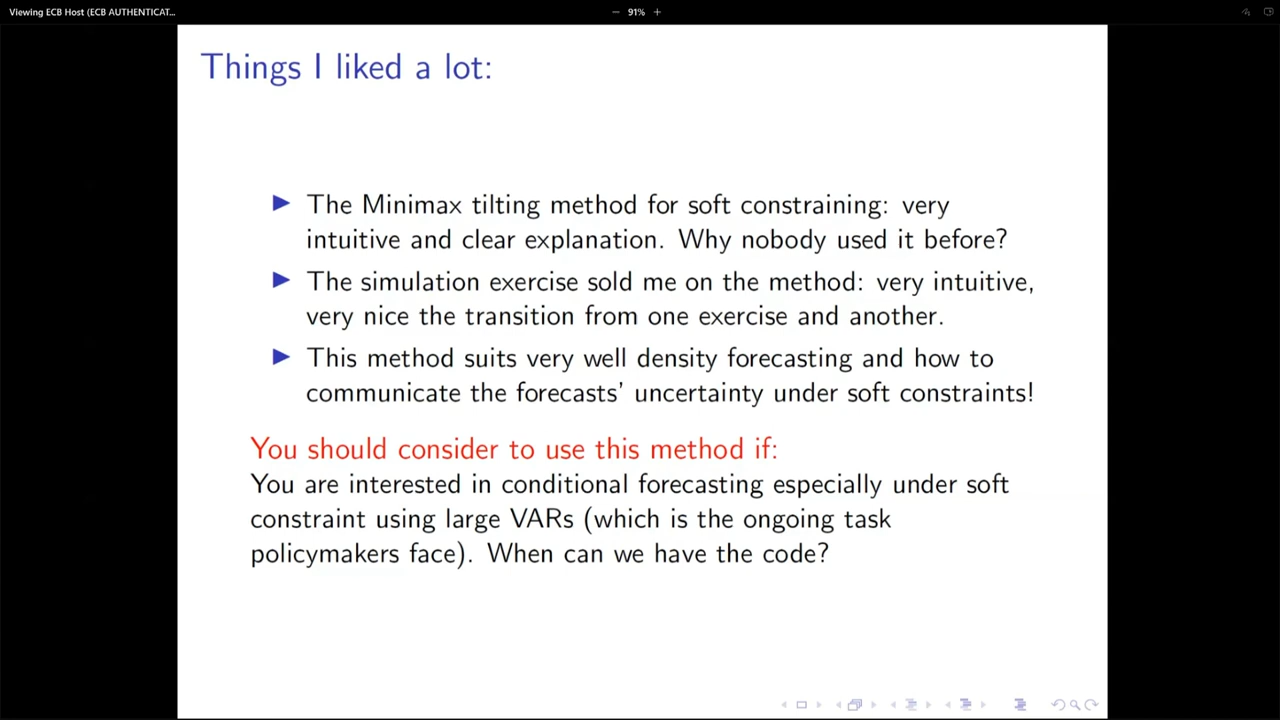 Viewing ECB Host (ECB AUTHENTICAT...
− 91% +
Things I liked a lot:
The Minimax tilting method for soft constraining: very
intuitive and clear explanation. Why nobody used it before?
The simulation exercise sold me on the method: very intuitive,
very nice the transition from one exercise and another.
This method suits very well density forecasting and how to
communicate the forecasts' uncertainty under soft constraints!
You should consider to use this method if:
You are interested in conditional forecasting especially under soft
constraint using large VARs (which is the ongoing task
policymakers face). When can we have the code?